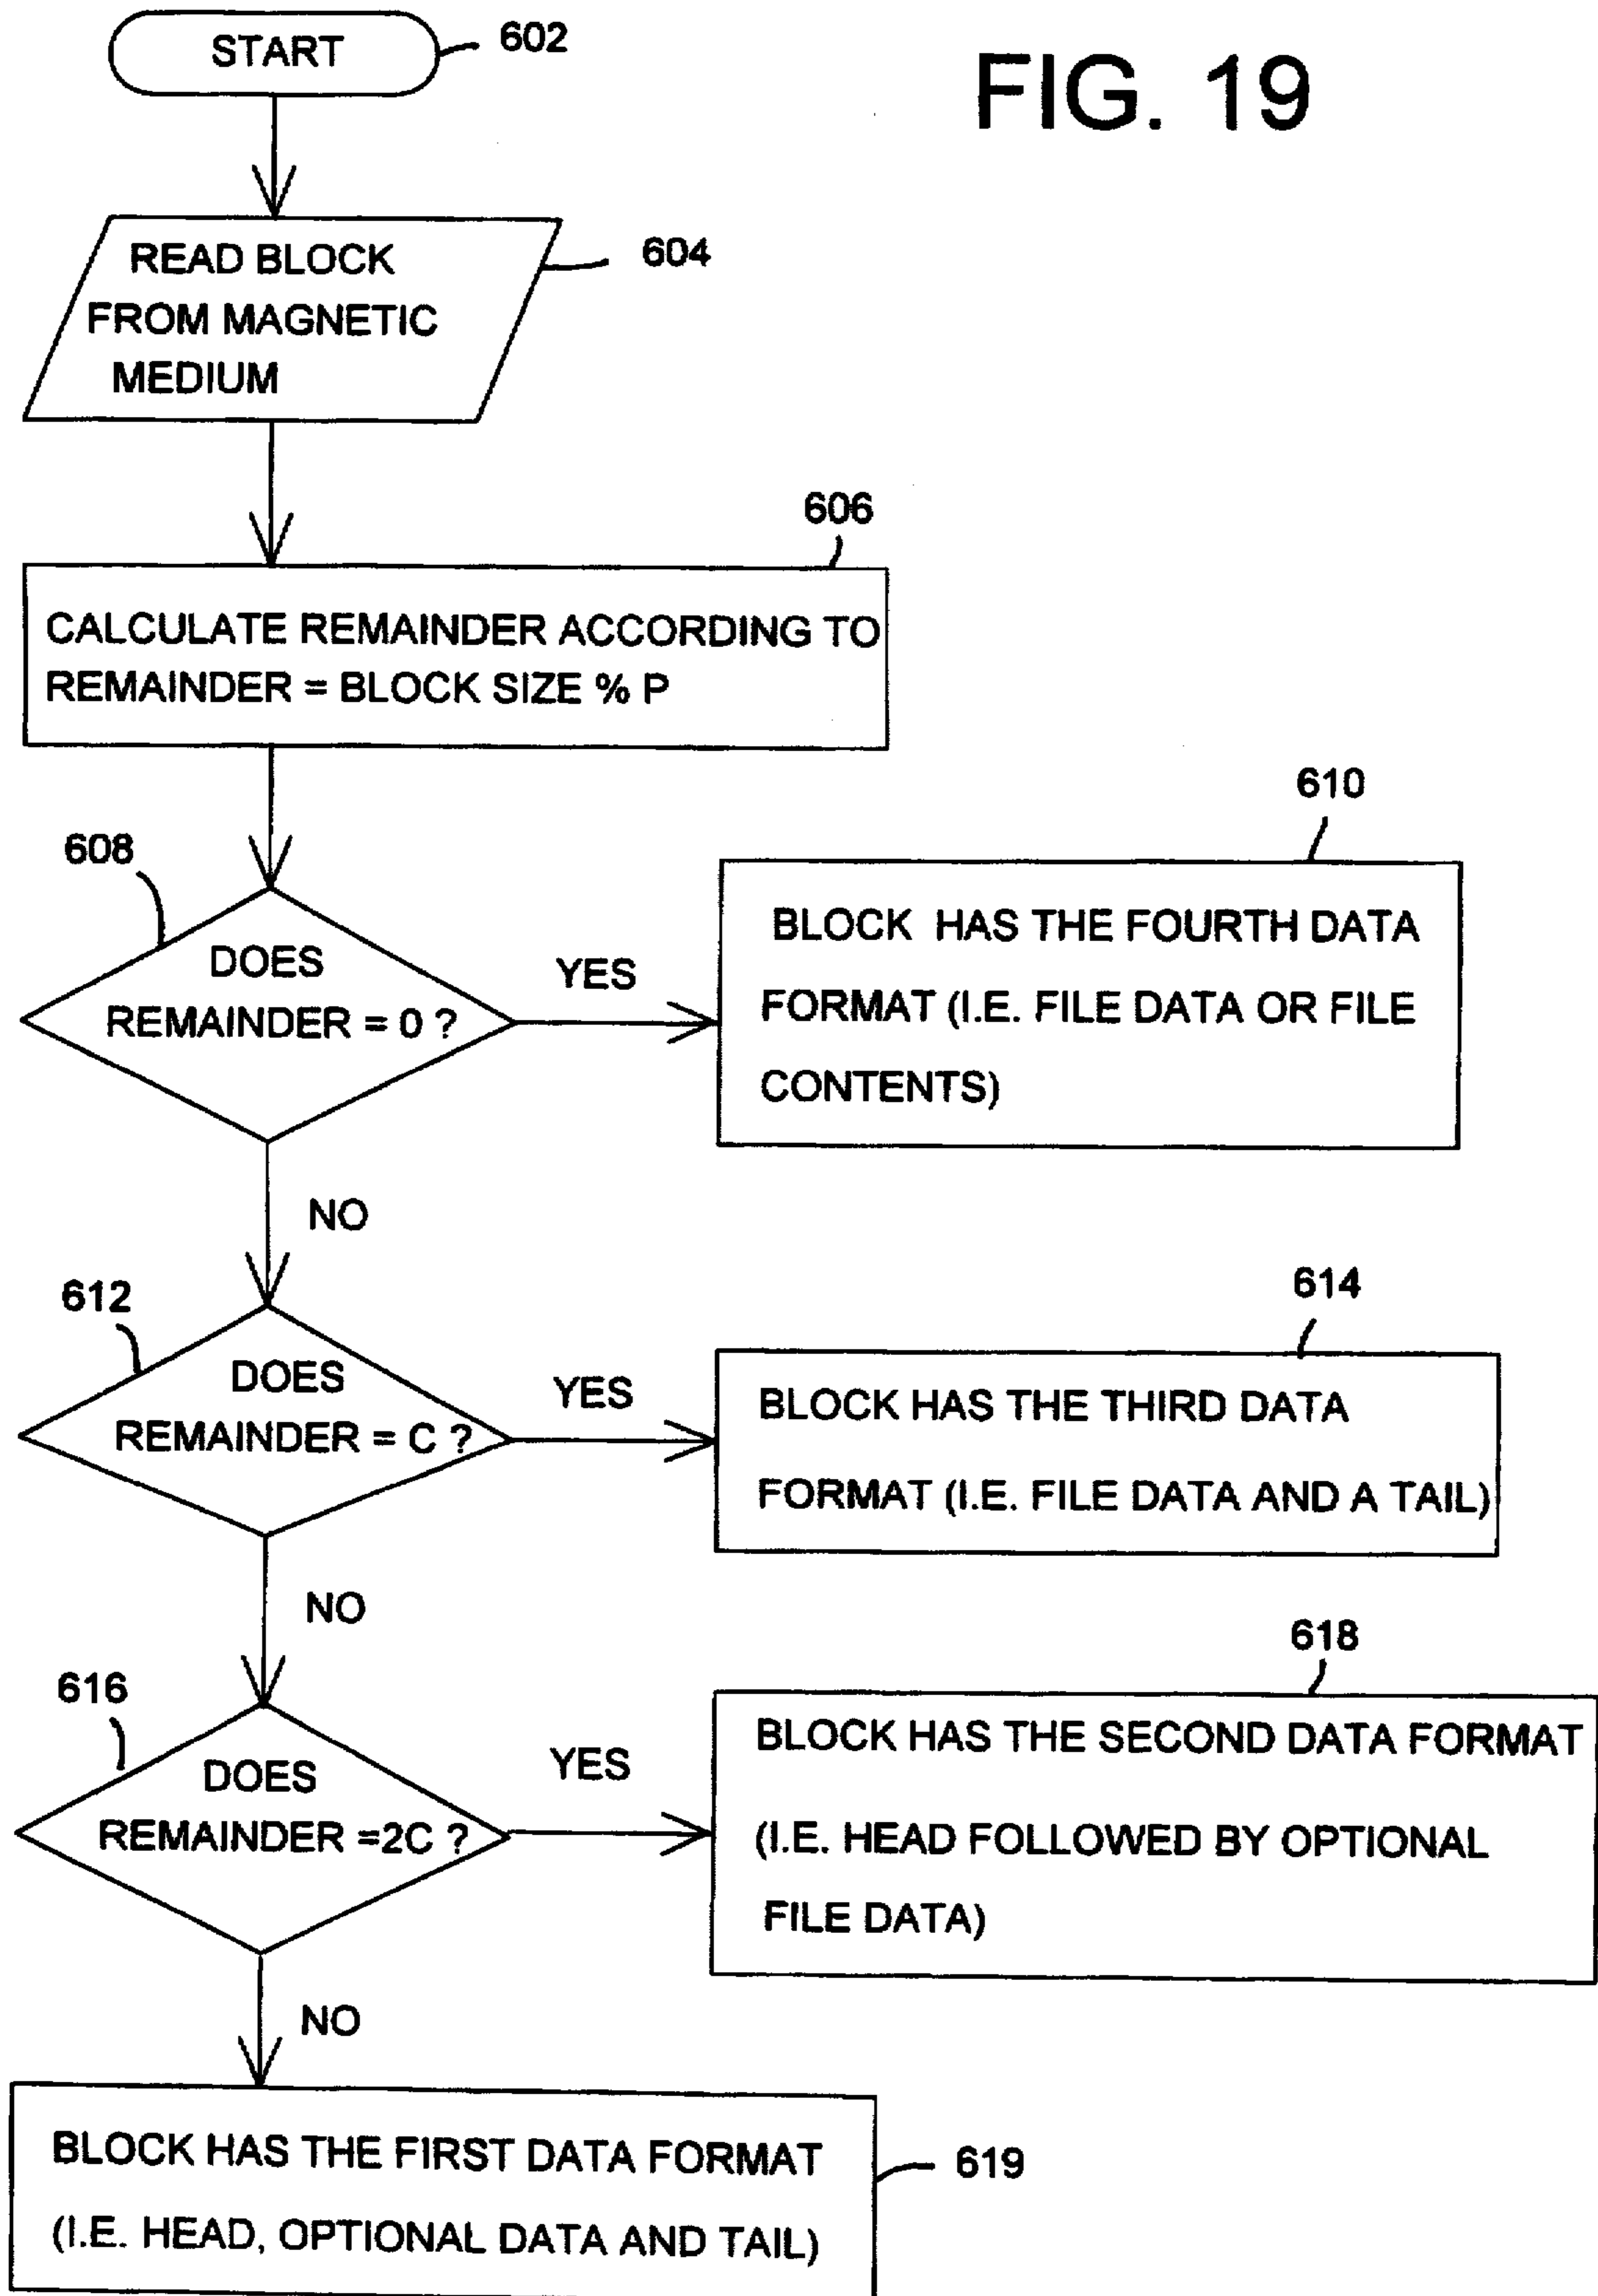 FIG. 19
START
602
READ BLOCK
FROM MAGNETIC
MEDIUM
604
606
CALCULATE REMAINDER ACCORDING TO
REMAINDER = BLOCK SIZE % P
608
DOES
REMAINDER = 0 ?
YES
610
BLOCK HAS THE FOURTH DATA
FORMAT (I.E. FILE DATA OR FILE
CONTENTS)
NO
612
DOES
REMAINDER = C ?
YES
614
BLOCK HAS THE THIRD DATA
FORMAT (I.E. FILE DATA AND A TAIL)
NO
616
DOES
REMAINDER =2C ?
YES
618
BLOCK HAS THE SECOND DATA FORMAT
(I.E. HEAD FOLLOWED BY OPTIONAL
FILE DATA)
NO
BLOCK HAS THE FIRST DATA FORMAT
(I.E. HEAD, OPTIONAL DATA AND TAIL)
619